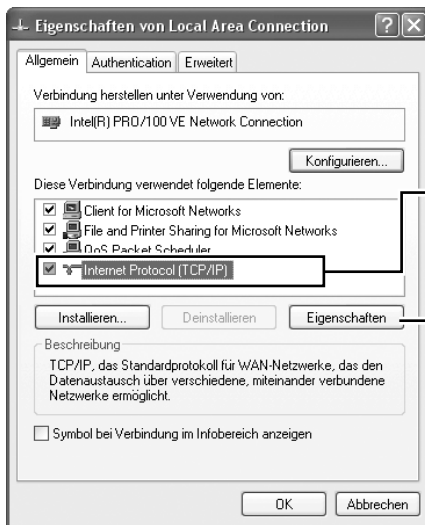 Eigenschaften von Local Area Connection
Allgemein Authentication Erweitert
Verbindung herstellen unter Verwendung von:
Intel(R) PRO/100 VE Network Connection
Konfigurieren...
Diese Verbindung verwendet folgende Elemente:
Client for Microsoft Networks
File and Printer Sharing for Microsoft Networks
QoS Packet Scheduler
Internet Protocol (TCP/IP)
Installieren... Deinstallieren Eigenschaften
Beschreibung
TCP/IP, das Standardprotokoll für WAN-Netzwerke, das den
Datenaustausch über verschiedene, miteinander verbundene
Netzwerke ermöglicht.
Symbol bei Verbindung im Infobereich anzeigen
OK Abbrechen